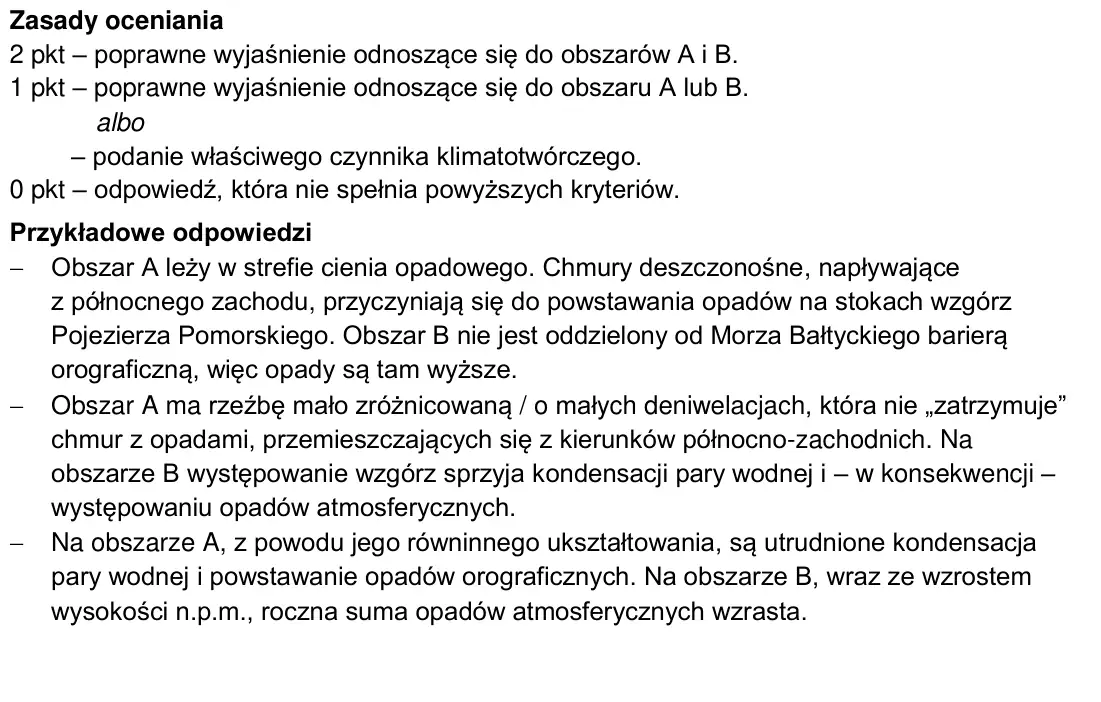 Zasady oceniania
2 pkt – poprawne wyjaśnienie odnoszące się do obszarów A i B.
1 pkt – poprawne wyjaśnienie odnoszące się do obszaru A lub B.
albo
– podanie właściwego czynnika klimatotwórczego.
0 pkt – odpowiedź, która nie spełnia powyższych kryteriów.
Przykładowe odpowiedzi
– Obszar A leży w strefie cienia opadowego. Chmury deszczonośne, napływające
z północnego zachodu, przyczyniają się do powstawania opadów na stokach wzgórz
Pojezierza Pomorskiego. Obszar B nie jest oddzielony od Morza Bałtyckiego barierą
orograficzną, więc opady są tam wyższe.
– Obszar A ma rzeźbę mało zróżnicowaną / o małych deniwelacjach, która nie „zatrzymuje”
chmur z opadami, przemieszczających się z kierunków północno-zachodnich. Na
obszarze B występowanie wzgórz sprzyja kondensacji pary wodnej i – w konsekwencji –
występowaniu opadów atmosferycznych.
– Na obszarze A, z powodu jego równinnego ukształtowania, są utrudnione kondensacja
pary wodnej i powstawanie opadów orograficznych. Na obszarze B, wraz ze wzrostem
wysokości n.p.m., roczna suma opadów atmosferycznych wzrasta.